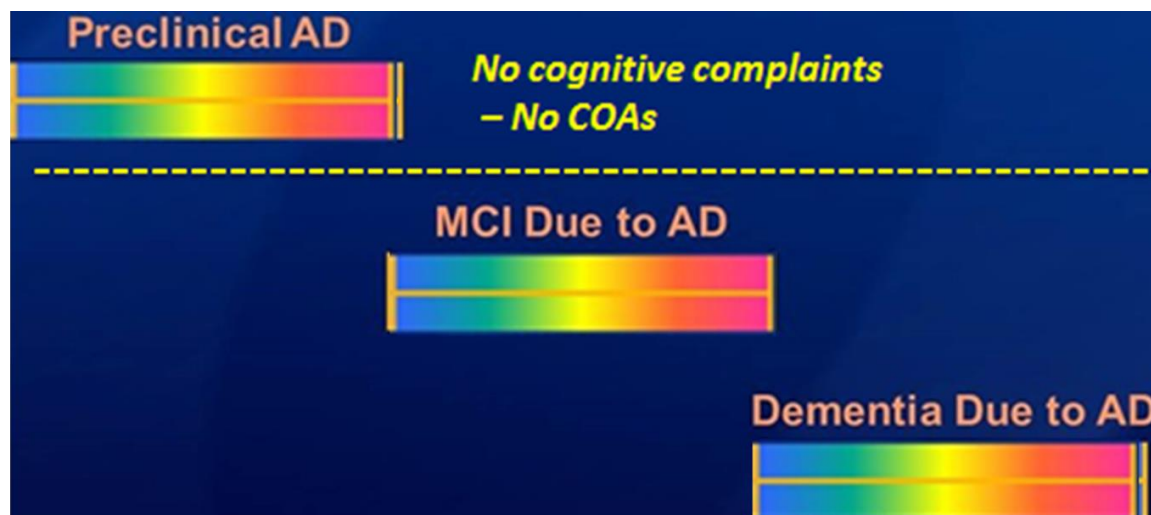 Preclinical AD
No cognitive complaints
– No COAs
MCI Due to AD
Dementia Due to AD